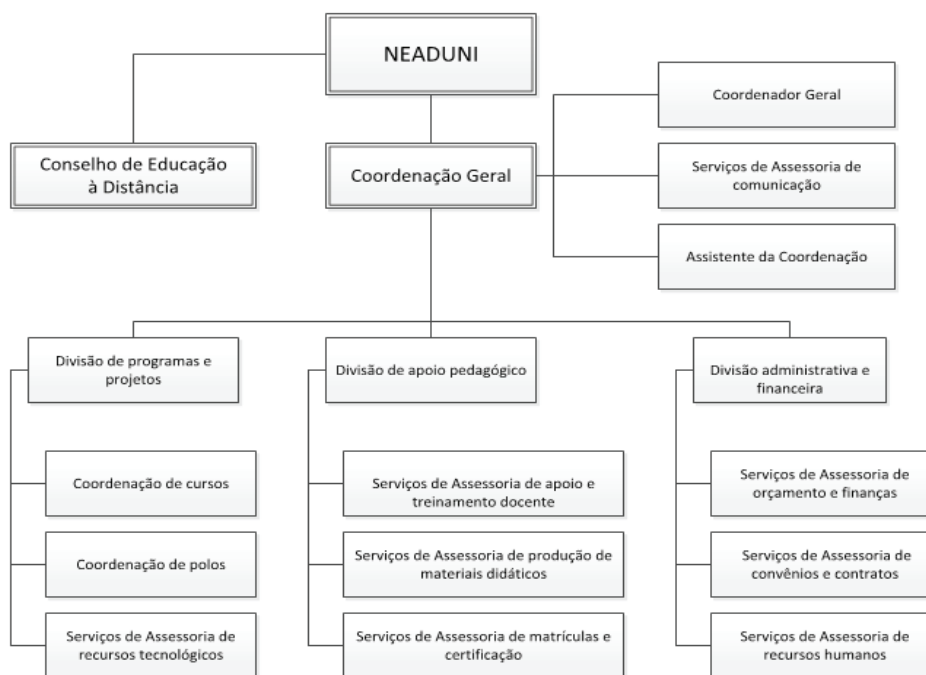 NEADUNI
Coordenador Geral
Conselho de Educação
à Distância
Coordenação Geral
Serviços de Assessoria de
comunicação
Assistente da Coordenação
Divisão de programas e
projetos
Divisão de apoio pedagógico
Divisão administrativa e
financeira
Coordenação de cursos
Serviços de Assessoria de apoio e
treinamento docente
Serviços de Assessoria de
orçamento e finanças
Coordenação de polos
Serviços de Assessoria de produção de
materiais didáticos
Serviços de Assessoria de
convênios e contratos
Serviços de Assessoria de
recursos tecnológicos
Serviços de Assessoria de matrículas e
certificação
Serviços de Assessoria de
recursos humanos